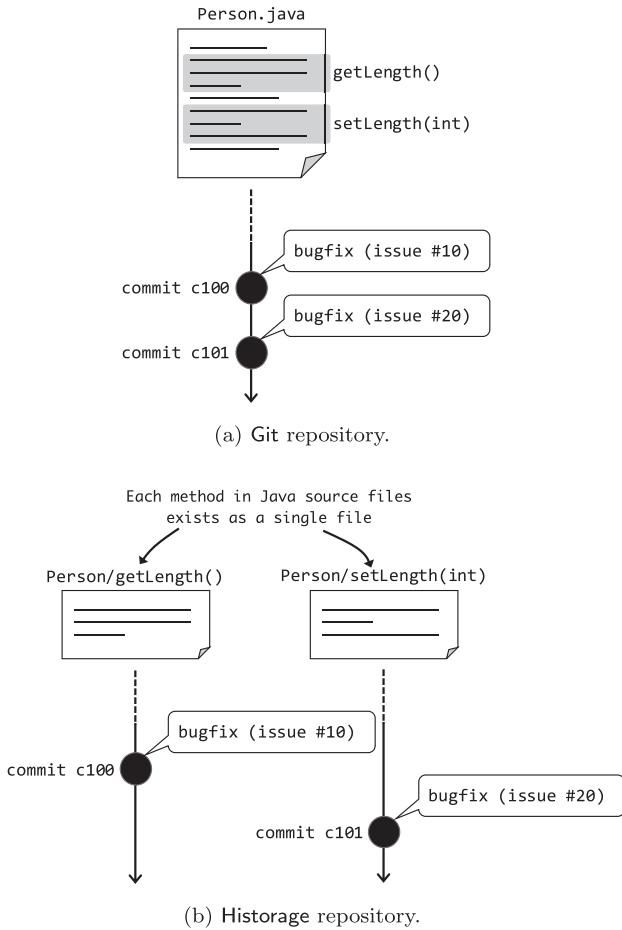 Person.java
getLength()
setLength(int)
bugfix (issue #10)
commit c100
bugfix (issue #20)
commit c101
(a) Git repository.
Each method in Java source files
exists as a single file
Person/getLength()
Person/setLength(int)
bugfix (issue #10)
commit c100
bugfix (issue #20)
commit c101
(b) Historage repository.